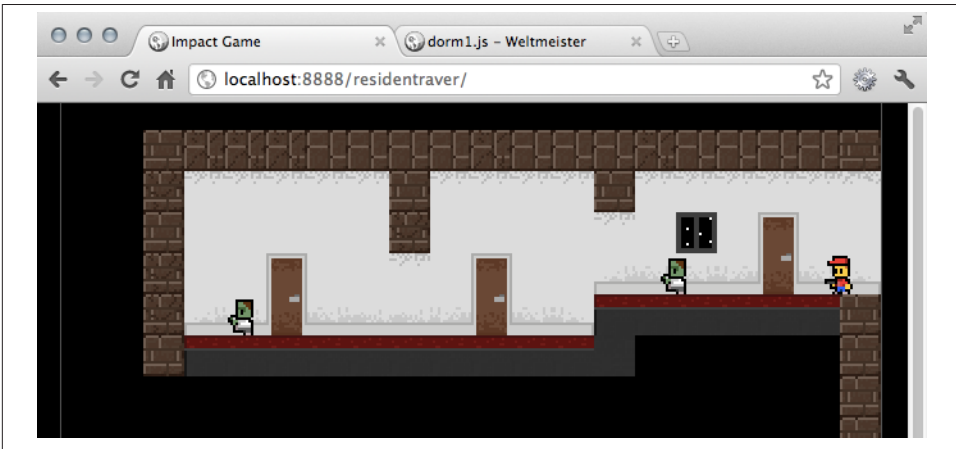 Impact Game
dorm1.js – Weltmeister
localhost:8888/residentraver/